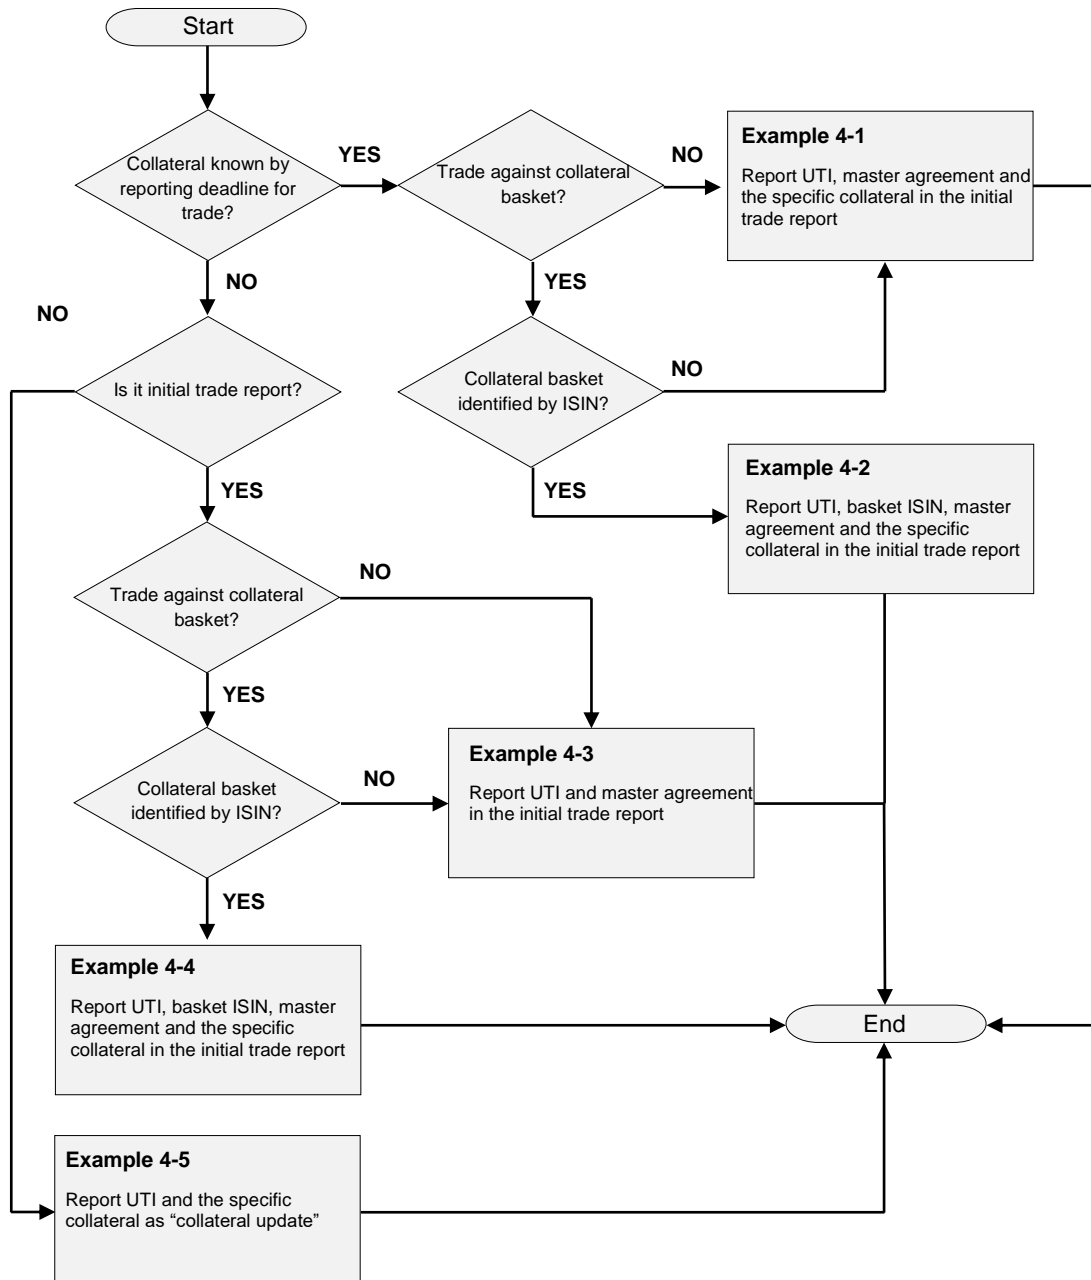 Start
Collateral known by
reporting deadline for
trade?
YES
Trade against collateral
basket?
NO
Example 4-1
Report UTI, master agreement and
the specific collateral in the initial
trade report
NO
YES
NO
Is it initial trade report?
Collateral basket
identified by ISIN?
NO
YES
YES
Example 4-2
Report UTI, basket ISIN, master
agreement and the specific
collateral in the initial trade report
Trade against collateral
basket?
NO
YES
Collateral basket
identified by ISIN?
NO
Example 4-3
Report UTI and master agreement
in the initial trade report
YES
Example 4-4
Report UTI, basket ISIN, master
agreement and the specific
collateral in the initial trade report
End
Example 4-5
Report UTI and the specific
collateral as “collateral update”